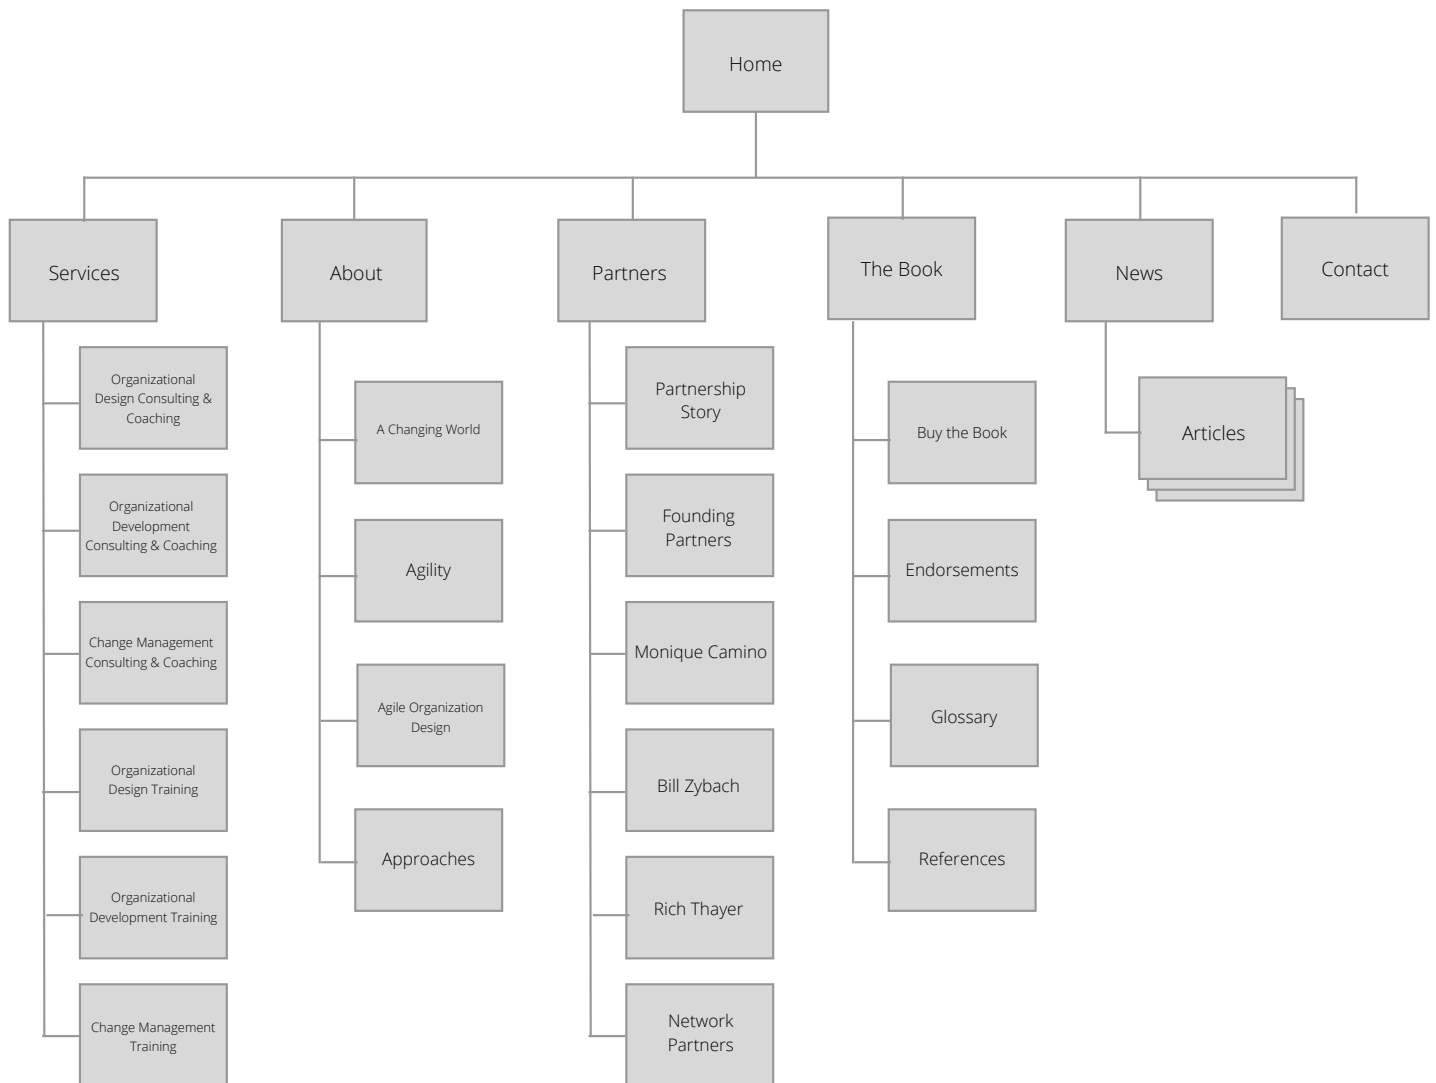 Home
Services
About
Partners
The Book
News
Contact
Organizational
Design Consulting &
Coaching
Organizational
Development
Consulting & Coaching
Change Management
Consulting & Coaching
Organizational
Design Training
Organizational
Development Training
Change Management
Training
A Changing World
Agility
Agile Organization
Design
Approaches
Partnership
Story
Founding
Partners
Monique Camino
Bill Zybach
Rich Thayer
Network
Partners
Buy the Book
Endorsements
Glossary
References
Articles